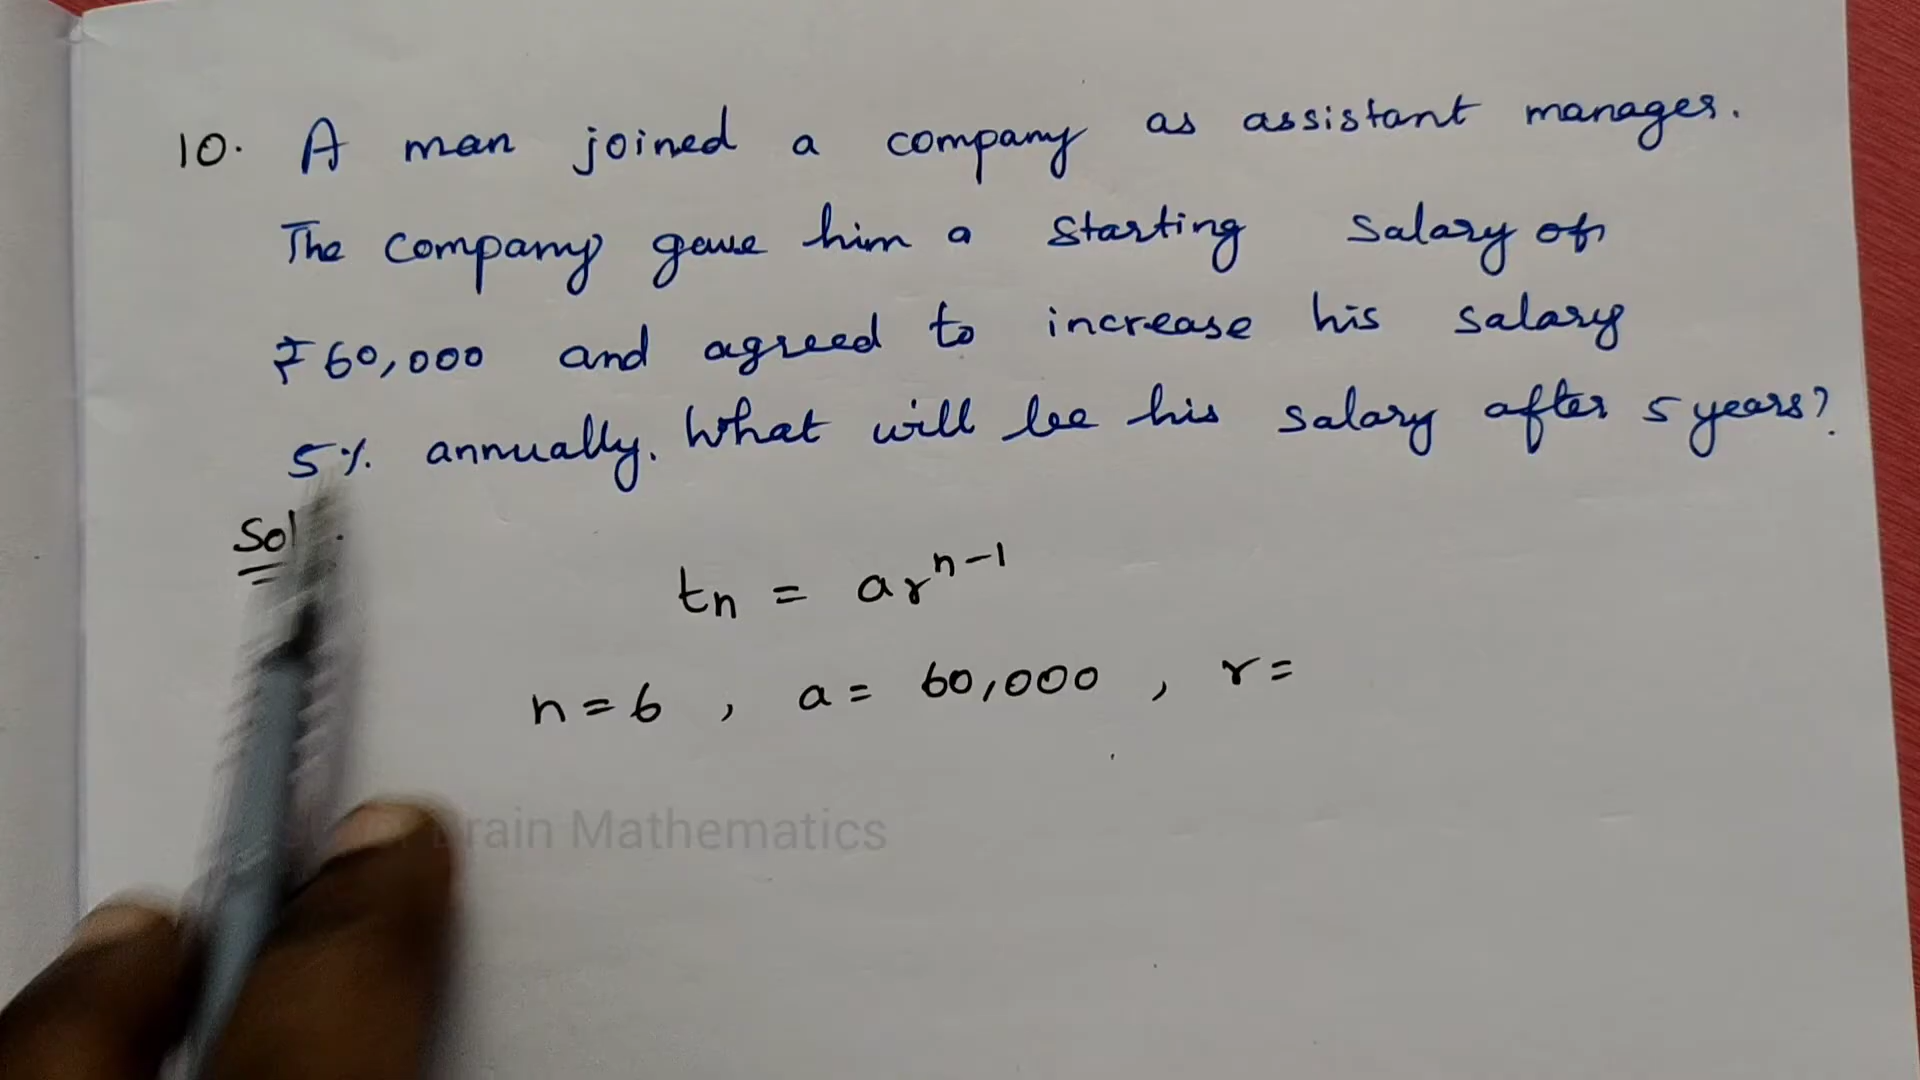 10. A man joined a company as assistant manager.
The company gave him a starting salary of
₹60,000 and agreed to increase his salary
5% annually. What will be his salary after 5 years?
Sol.
tn = ar^n-1
n=6 , a= 60,000 , r=
Brain Mathematics